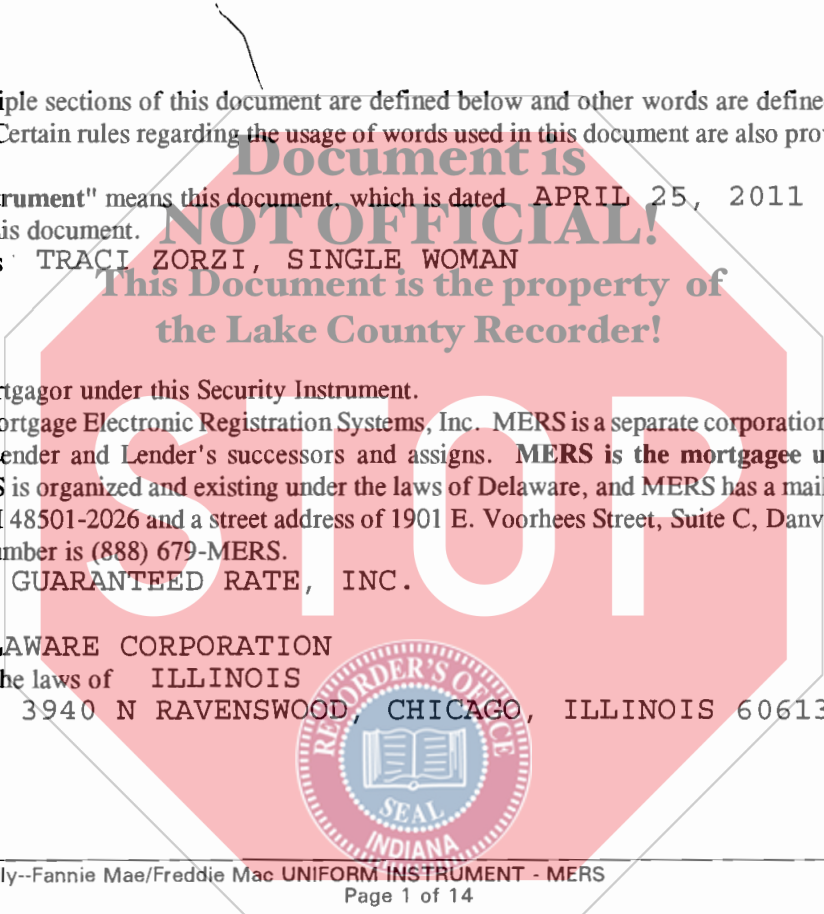 iple sections of this document are defined below and other words are define
Certain rules regarding the usage of words used in this document are also prov
Document is
trument" means this document, which is dated APRIL 25, 2011
is document.
NOT OFFICIAL!
s TRACI ZORZI, SINGLE WOMAN
This Document is the property of
the Lake County Recorder!
rtgagor under this Security Instrument.
ortgage Electronic Registration Systems, Inc. MERS is a separate corporation
ender and Lender's successors and assigns. MERS is the mortgagee u
S is organized and existing under the laws of Delaware, and MERS has a mail
I 48501-2026 and a street address of 1901 E. Voorhees Street, Suite C, Danv
umber is (888) 679-MERS.
STOP
GUARANTEED RATE, INC.
LAWARE CORPORATION
he laws of ILLINOIS
3940 N RAVENSWOOD, CHICAGO, ILLINOIS 60613
RECORDER'S OFFICE
SEAL
INDIANA
ly--Fannie Mae/Freddie Mac UNIFORM INSTRUMENT - MERS
Page 1 of 14